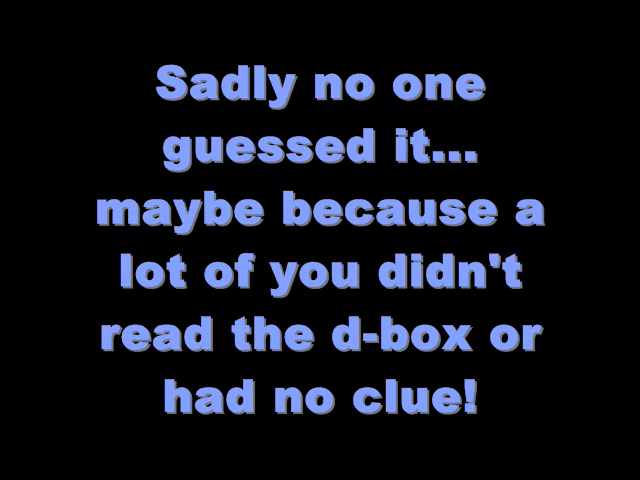 Sadly no one
guessed it...
maybe because a
lot of you didn't
read the d-box or
had no clue!